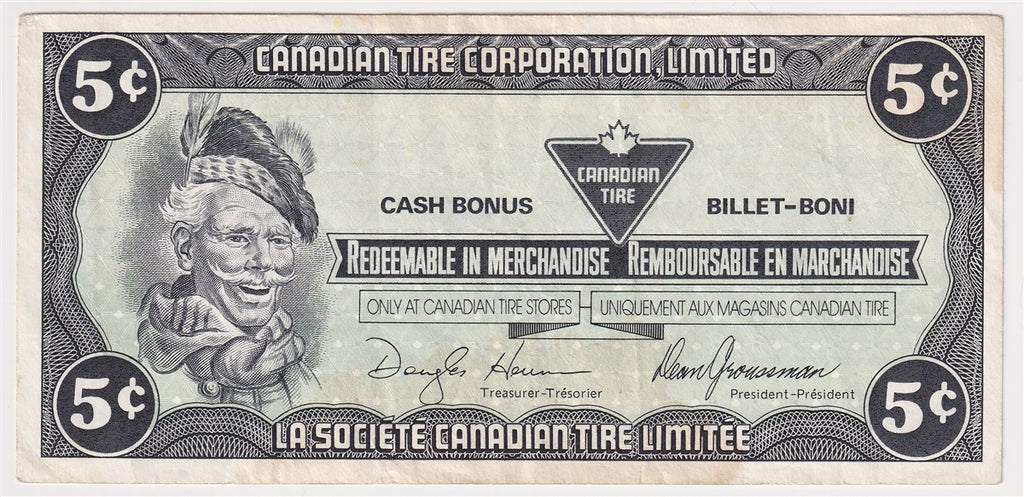 5¢ CANADIAN TIRE CORPORATION, LIMITED 5¢
CANADIAN
TIRE
CASH BONUS BILLET-BONI
REDEEMABLE IN MERCHANDISE REMBOURSABLE EN MARCHANDISE
ONLY AT CANADIAN TIRE STORES UNIQUEMENT AUX MAGASINS CANADIAN TIRE
Dean Groussman
Treasurer-Trésorier President-Président
5¢ LA SOCIÉTÉ CANADIAN TIRE LIMITÉE 5¢